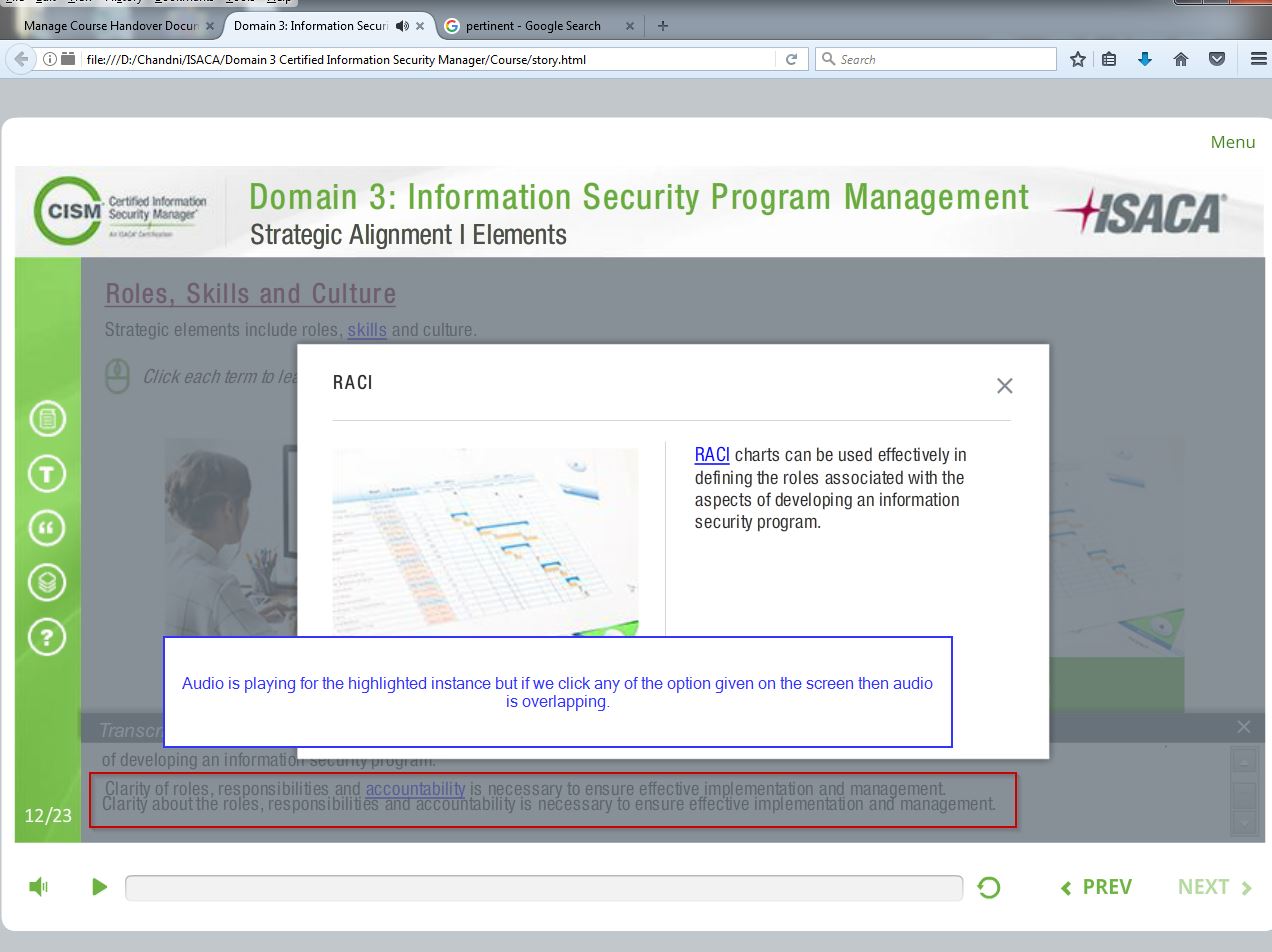 File Edit View History Bookmarks Tools Help
Manage Course Handover Docum
Domain 3: Information Securi
pertinent - Google Search
file:///D:/Chandni/ISACA/Domain 3 Certified Information Security Manager/Course/story.html
Search
Menu
CISM
Certified Information
Security Manager®
An ISACA® Certification
Domain 3: Information Security Program Management
Strategic Alignment I Elements
ISACA®
Roles, Skills and Culture
Strategic elements include roles, skills and culture.
Click each term to lea
RACI
RACI charts can be used effectively in
defining the roles associated with the
aspects of developing an information
security program.
T
?
Audio is playing for the highlighted instance but if we click any of the option given on the screen then audio
is overlapping.
Transcr
of developing an information security program.
Clarity of roles, responsibilities and accountability is necessary to ensure effective implementation and management.
Clarity about the roles, responsibilities and accountability is necessary to ensure effective implementation and management.
12/23
PREV
NEXT